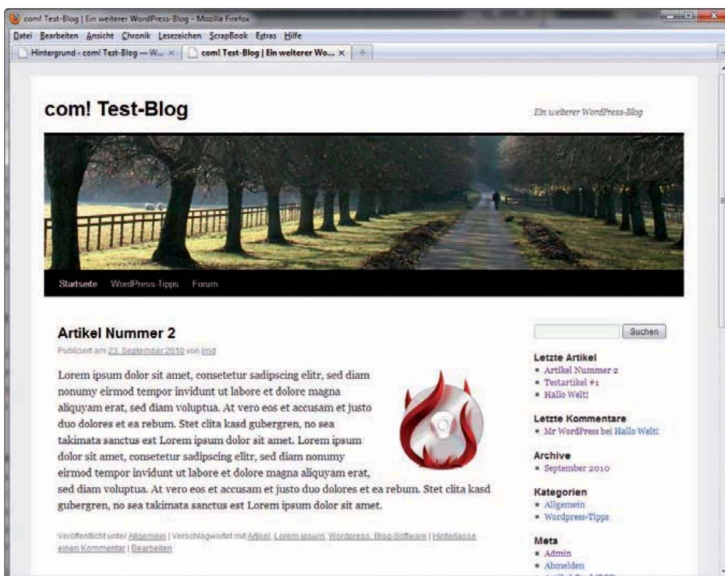 com! Test-Blog | Ein weiterer WordPress-Blog - Mozilla Firefox
Datei Bearbeiten Ansicht Chronik Lesezeichen ScrapBook Extras Hilfe
Hintergrund - com! Test-Blog — W...
com! Test-Blog | Ein weiterer Wo...
com! Test-Blog
Ein weiterer WordPress-Blog
Startseite WordPress-Tipps Forum
Artikel Nummer 2
Publiziert am 23. September 2010 von lmd
Lorem ipsum dolor sit amet, consetetur sadipscing elitr, sed diam
nonumy eirmod tempor invidunt ut labore et dolore magna
aliquyam erat, sed diam voluptua. At vero eos et accusam et justo
duo dolores et ea rebum. Stet clita kasd gubergren, no sea
takimata sanctus est Lorem ipsum dolor sit amet. Lorem ipsum
dolor sit amet, consetetur sadipscing elitr, sed diam nonumy
eirmod tempor invidunt ut labore et dolore magna aliquyam erat,
sed diam voluptua. At vero eos et accusam et justo duo dolores et ea rebum. Stet clita kasd
gubergren, no sea takimata sanctus est Lorem ipsum dolor sit amet.
Veröffentlicht unter Allgemein | Verschlagwortet mit Artikel, Lorem ipsum, Wordpress, Blog-Software | Hinterlasse
einen Kommentar | Bearbeiten
Suchen
Letzte Artikel
Artikel Nummer 2
Testartikel #1
Hallo Welt!
Letzte Kommentare
Mr WordPress bei Hallo Welt!
Archive
September 2010
Kategorien
Allgemein
Wordpress-Tipps
Meta
Admin
Abmelden